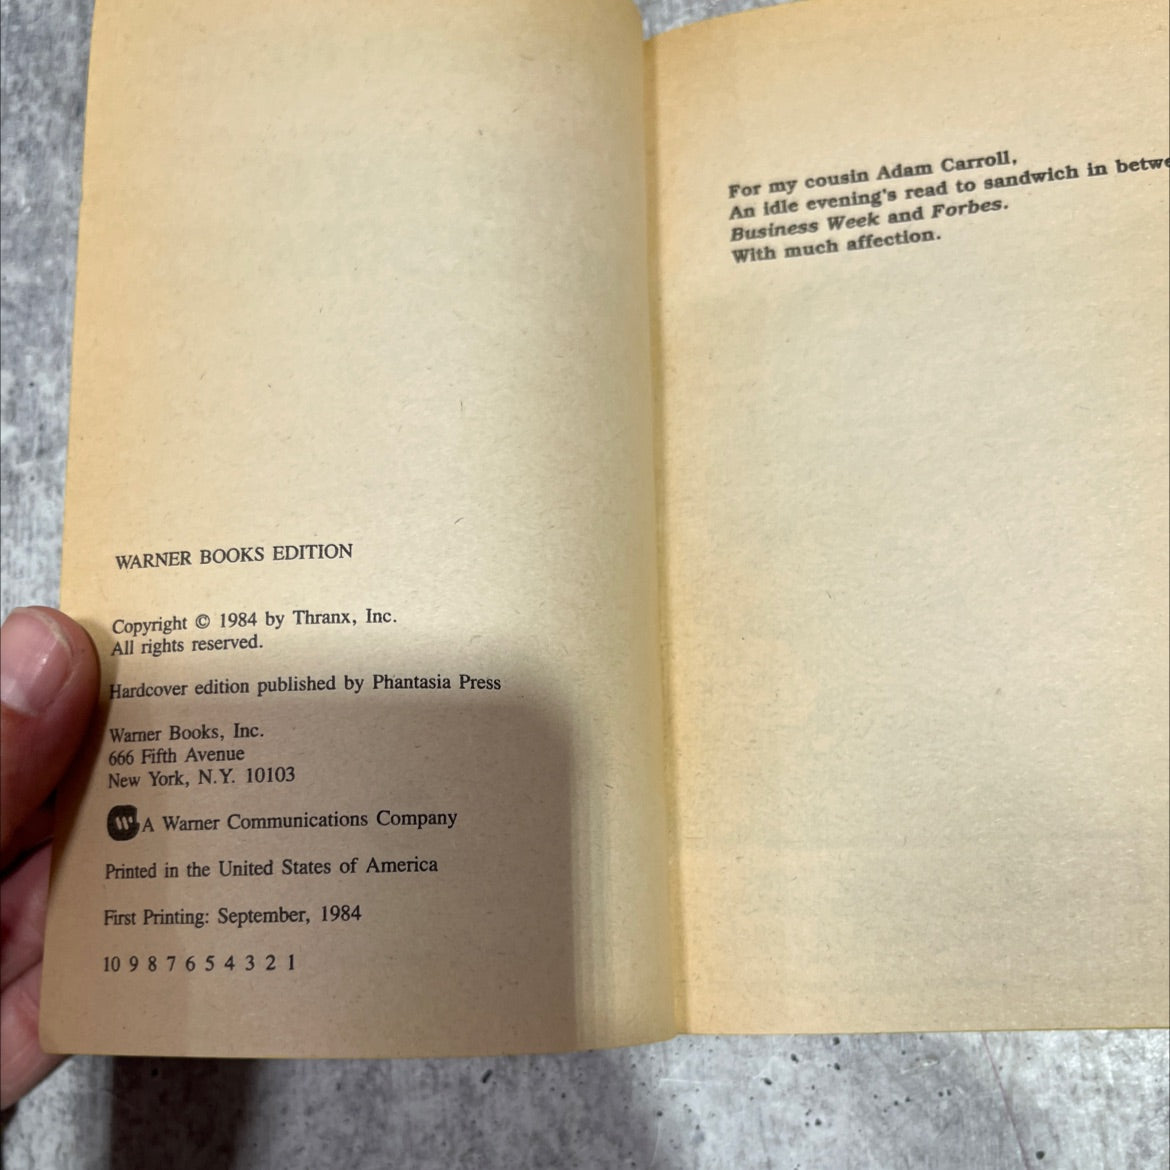 WARNER BOOKS EDITION
Copyright © 1984 by Thranx, Inc.
All rights reserved.
Hardcover edition published by Phantasia Press
Warner Books, Inc.
666 Fifth Avenue
New York, N.Y. 10103
A Warner Communications Company
Printed in the United States of America
First Printing: September, 1984
10 9 8 7 6 5 4 3 2 1
For my cousin Adam Carroll,
An idle evening's read to sandwich in betwe
Business Week and Forbes.
With much affection.